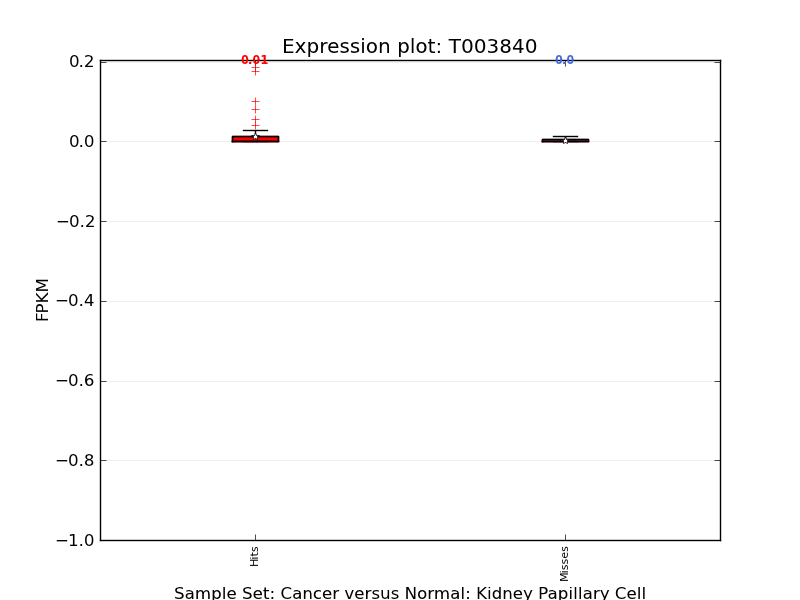 Expression plot: T003840
0.01
0.0
0.2
0.0
−0.2
−0.4
−0.6
−0.8
−1.0
FPKM
Hits
Misses
Sample Set: Cancer versus Normal: Kidney Papillary Cell